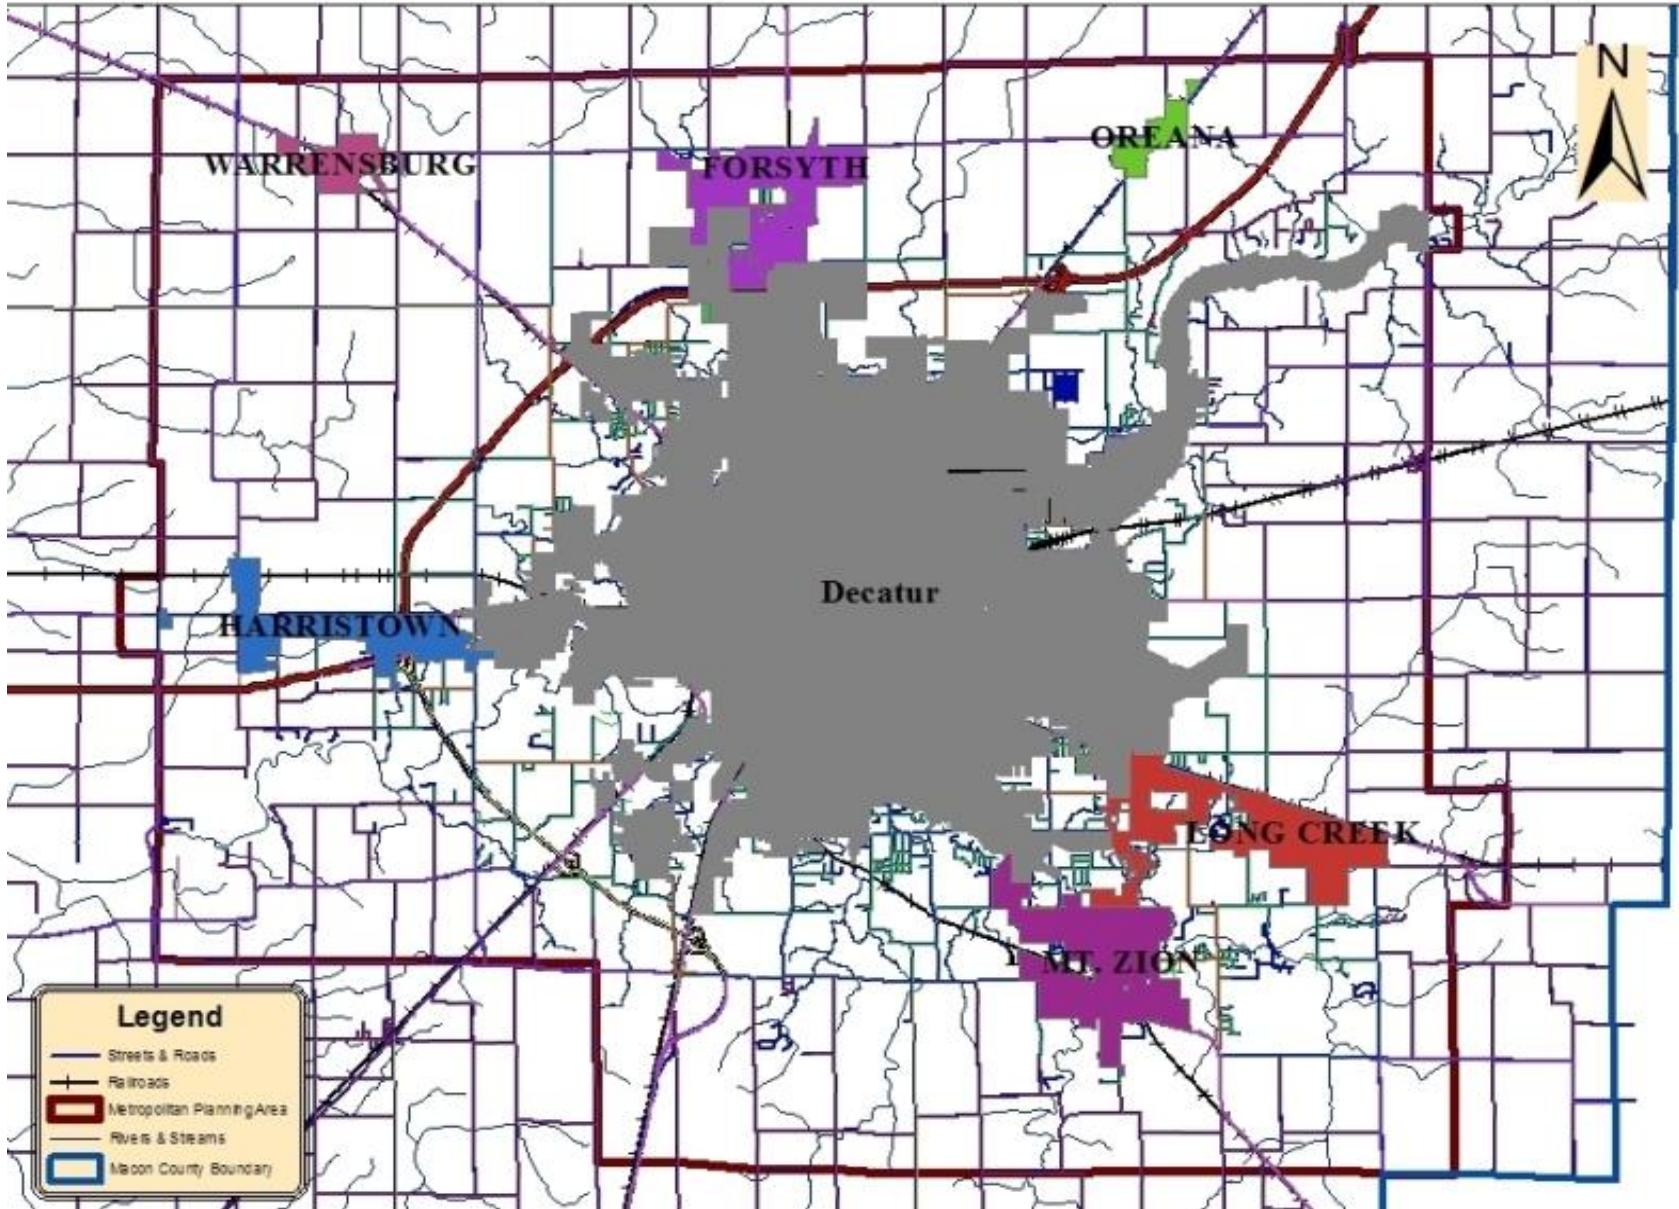 N
OREANA
WARRENSBURG
FORSYTH
Decatur
HARRISTOWN
LONG CREEK
MT. ZION
Legend
Streets & Roads
Railroads
Metropolitan Planning Area
Rivers & Streams
Macon County Boundary